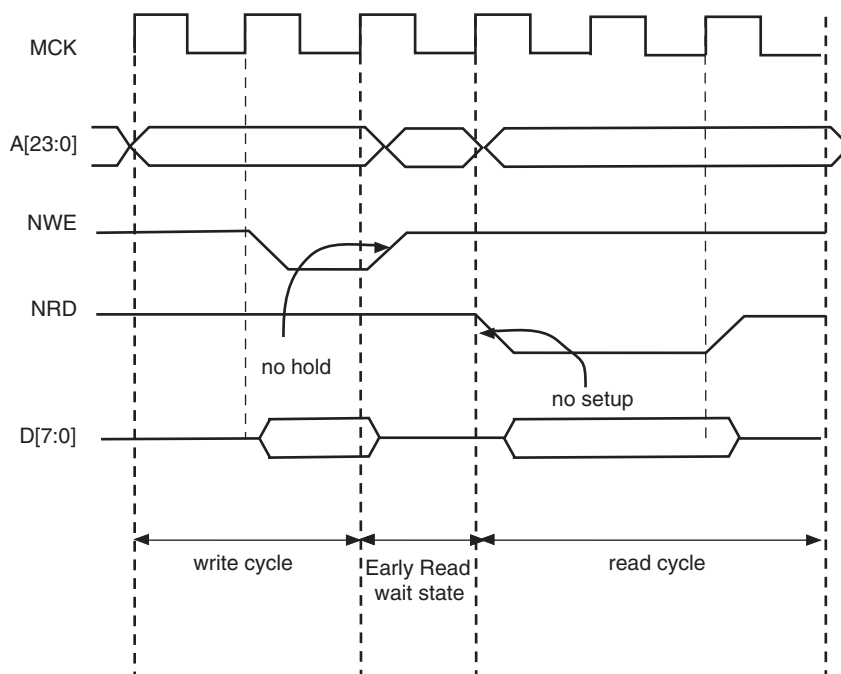 MCK
A[23:0]
NWE
NRD
no hold
no setup
D[7:0]
write cycle
Early Read
wait state
read cycle